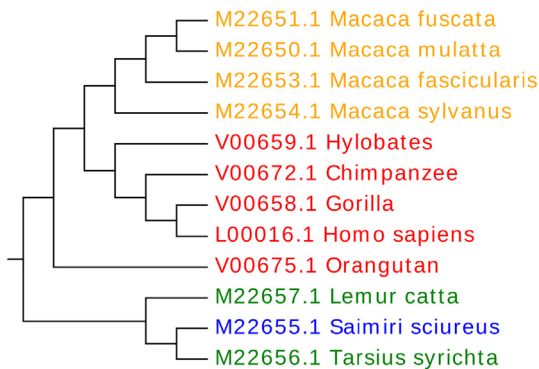 M22651.1 Macaca fuscata
M22650.1 Macaca mulatta
M22653.1 Macaca fascicularis
M22654.1 Macaca sylvanus
V00659.1 Hylobates
V00672.1 Chimpanzee
V00658.1 Gorilla
L00016.1 Homo sapiens
V00675.1 Orangutan
M22657.1 Lemur catta
M22655.1 Saimiri sciureus
M22656.1 Tarsius syrichta